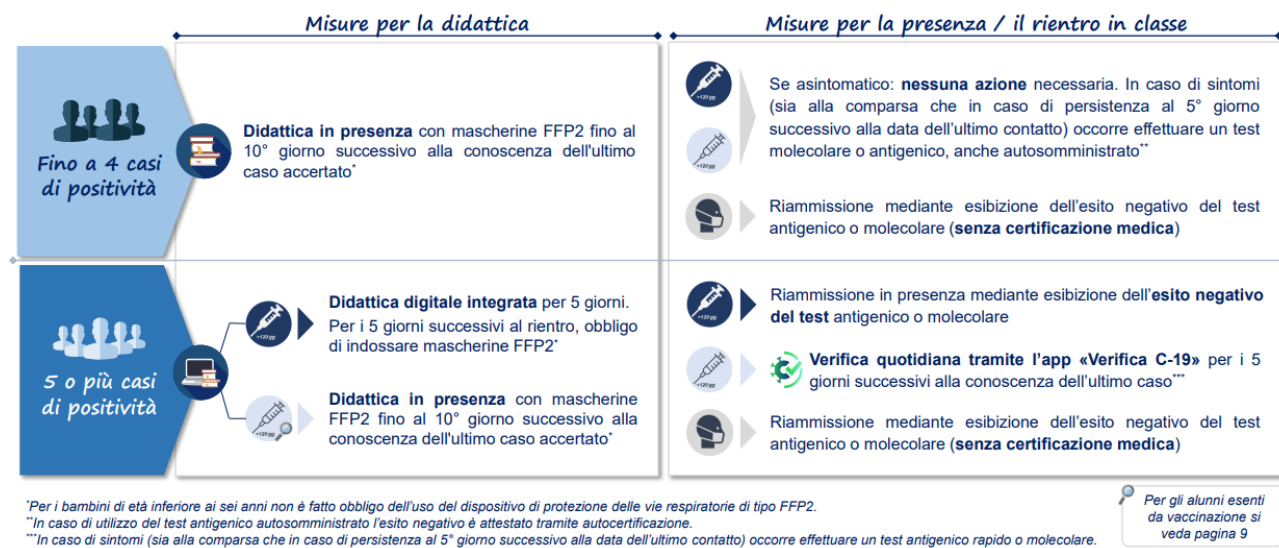 Misure per la didattica
Misure per la presenza / il rientro in classe
Fino a 4 casi
di positività
Didattica in presenza con mascherine FFP2 fino al
10° giorno successivo alla conoscenza dell'ultimo
caso accertato*
>120 gg
<120 gg
Se asintomatico: nessuna azione necessaria. In caso di sintomi
(sia alla comparsa che in caso di persistenza al 5° giorno
successivo alla data dell'ultimo contatto) occorre effettuare un test
molecolare o antigenico, anche autosomministrato**
Riammissione mediante esibizione dell'esito negativo del test
antigenico o molecolare (senza certificazione medica)
5 o più casi
di positività
>120 gg
Didattica digitale integrata per 5 giorni.
Per i 5 giorni successivi al rientro, obbligo
di indossare mascherine FFP2*
<120 gg
Didattica in presenza con mascherine
FFP2 fino al 10° giorno successivo alla
conoscenza dell'ultimo caso accertato*
>120 gg
Riammissione in presenza mediante esibizione dell'esito negativo
del test antigenico o molecolare
<120 gg
Verifica quotidiana tramite l'app «Verifica C-19» per i 5
giorni successivi alla conoscenza dell'ultimo caso***
Riammissione mediante esibizione dell'esito negativo del test
antigenico o molecolare (senza certificazione medica)
*Per i bambini di età inferiore ai sei anni non è fatto obbligo dell'uso del dispositivo di protezione delle vie respiratorie di tipo FFP2.
**In caso di utilizzo del test antigenico autosomministrato l'esito negativo è attestato tramite autocertificazione.
***In caso di sintomi (sia alla comparsa che in caso di persistenza al 5° giorno successivo alla data dell'ultimo contatto) occorre effettuare un test antigenico rapido o molecolare.
Per gli alunni esenti
da vaccinazione si
veda pagina 9